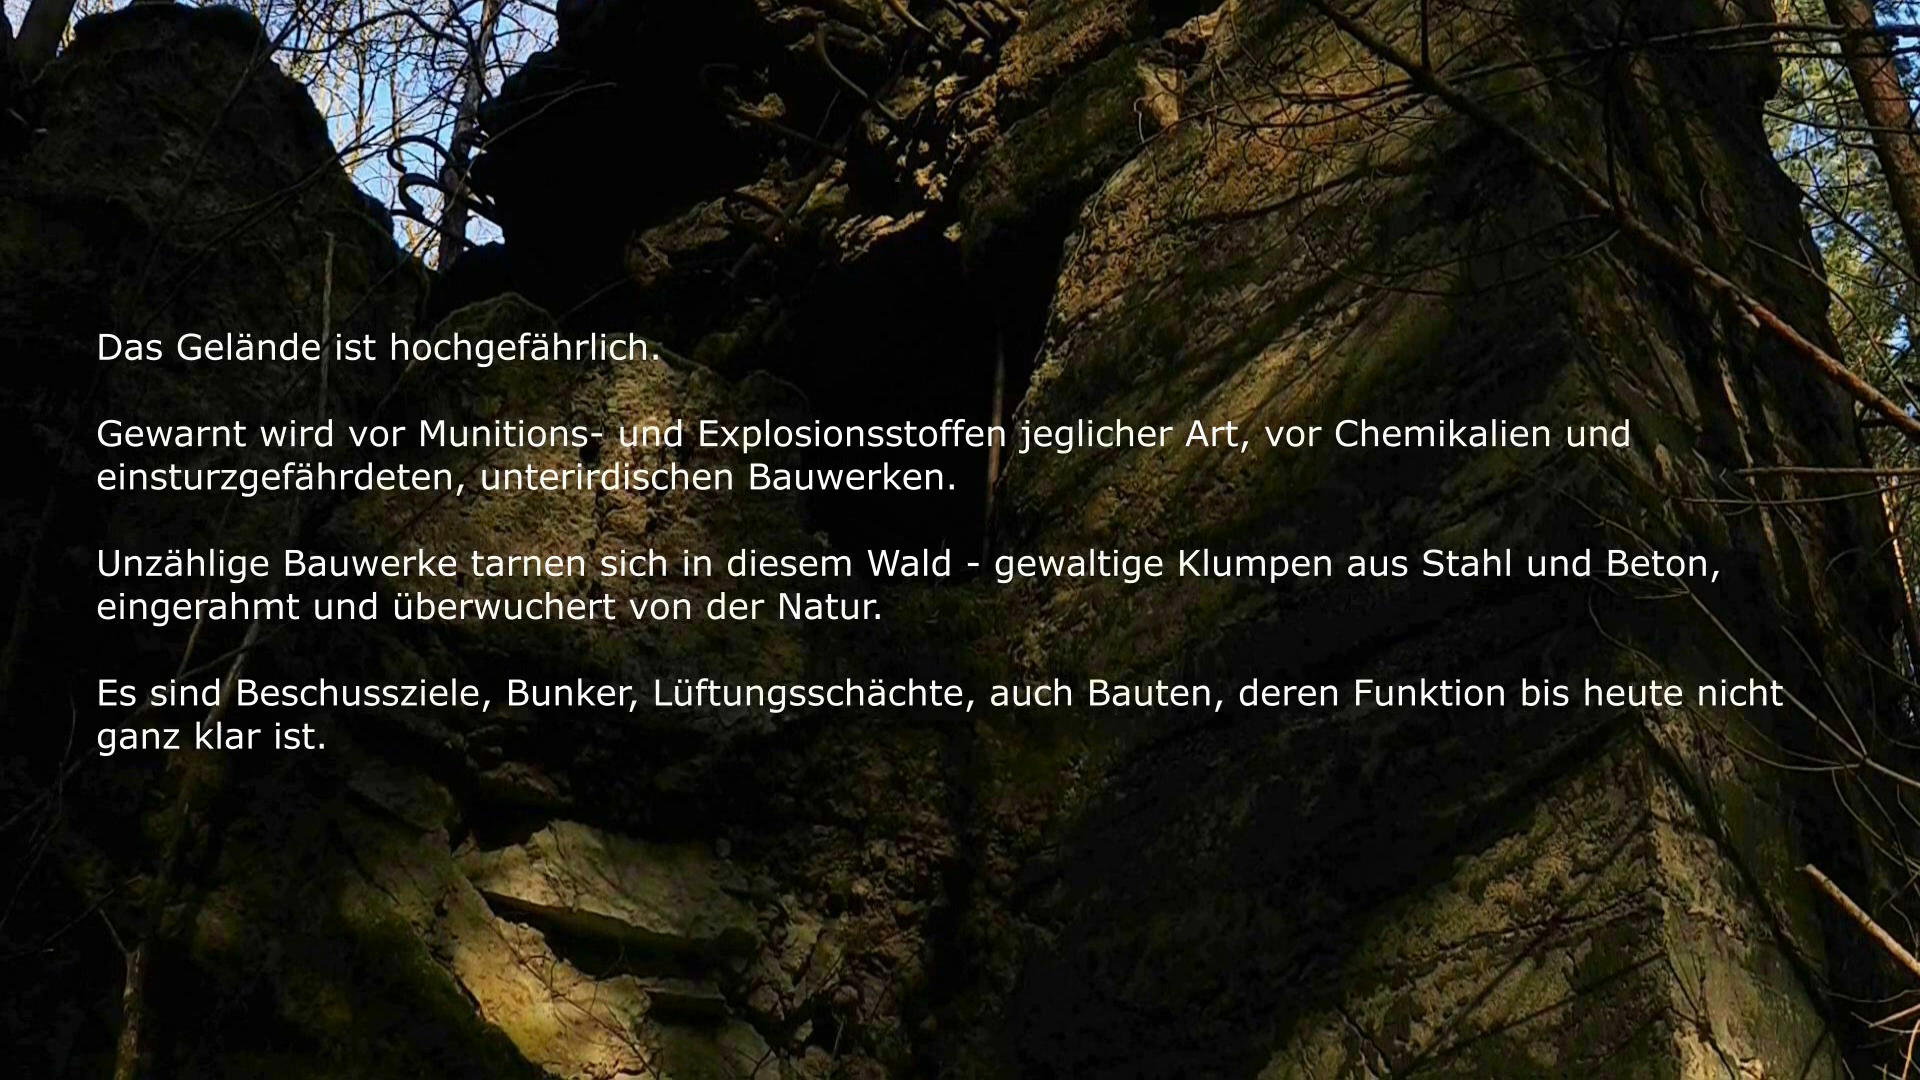 Das Gelände ist hochgefährlich.
Gewarnt wird vor Munitions- und Explosionsstoffen jeglicher Art, vor Chemikalien und
einsturzgefährdeten, unterirdischen Bauwerken.
Unzählige Bauwerke tarnen sich in diesem Wald - gewaltige Klumpen aus Stahl und Beton,
eingerahmt und überwuchert von der Natur.
Es sind Beschussziele, Bunker, Lüftungsschächte, auch Bauten, deren Funktion bis heute nicht
ganz klar ist.